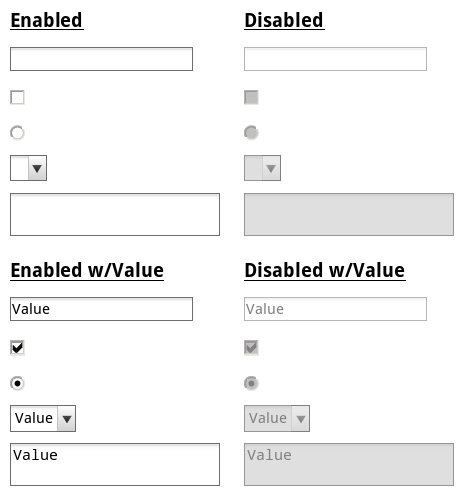 Enabled
Disabled
Enabled w/Value
Disabled w/Value
Value
Value
Value
Value
Value
Value